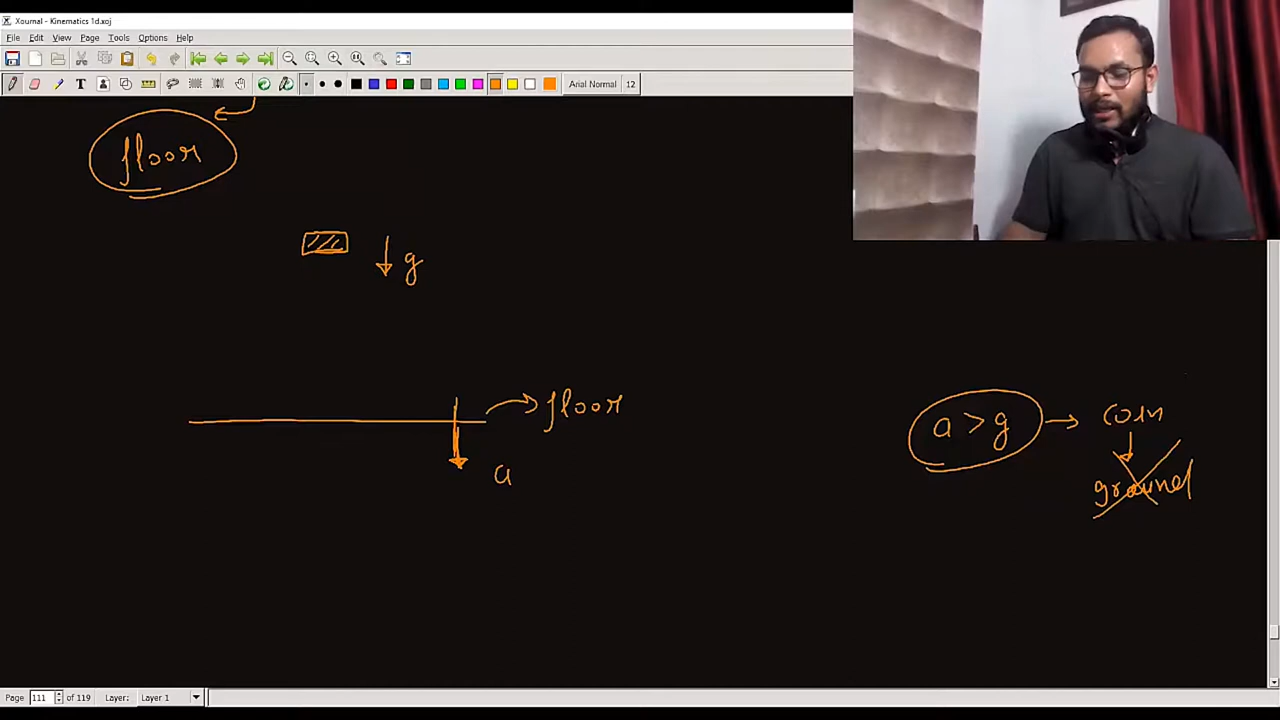 Xournal - Kinematics 1d.xoj
File Edit View Page Tools Options Help
Arial Normal 12
floor
g
floor
a
a > g → coin
ground
Page 111 of 119 Layer: Layer 1